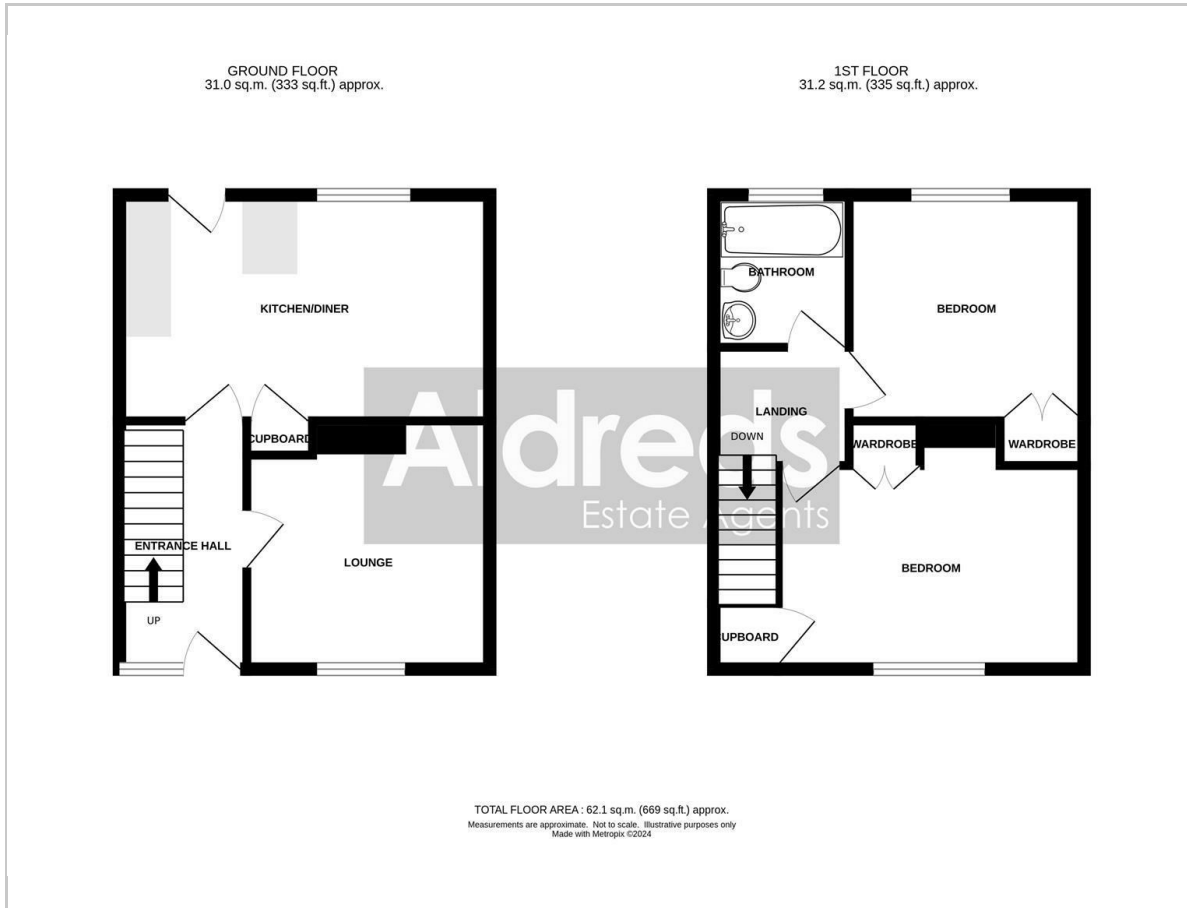 GROUND FLOOR
31.0 sq.m. (333 sq.ft.) approx.
1ST FLOOR
31.2 sq.m. (335 sq.ft.) approx.
KITCHEN/DINER
CUPBOARD
ENTRANCE HALL
LOUNGE
UP
BATHROOM
BEDROOM
LANDING
DOWN
WARDROBE
WARDROBE
BEDROOM
CUPBOARD
Aldreds
Estate Agents
TOTAL FLOOR AREA : 62.1 sq.m. (669 sq.ft.) approx.
Measurements are approximate. Not to scale. Illustrative purposes only
Made with Metropix ©2024